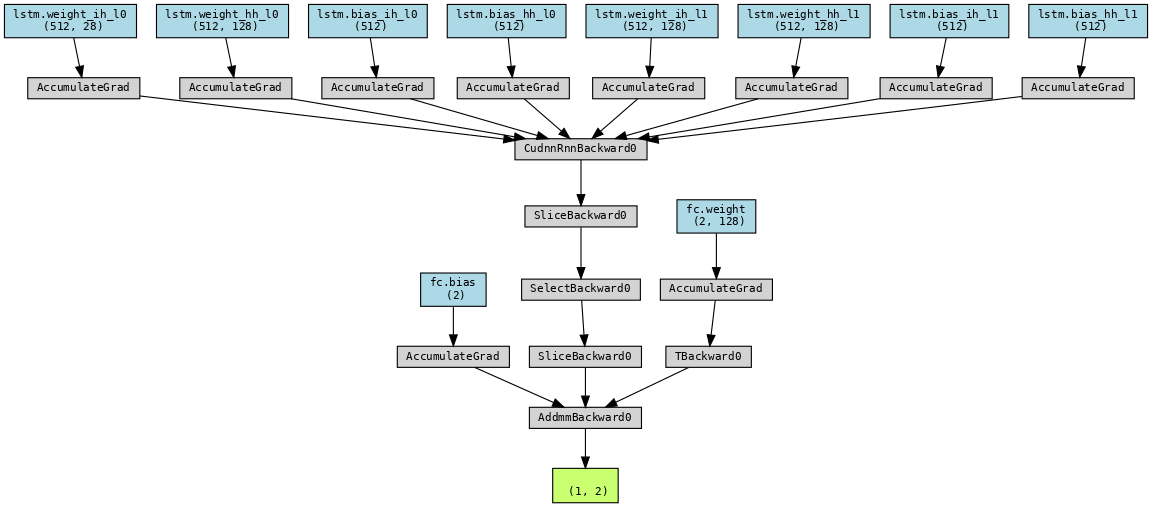 lstm.weight_ih_l0
(512, 28)
lstm.weight_hh_l0
(512, 128)
lstm.bias_ih_l0
(512)
lstm.bias_hh_l0
(512)
lstm.weight_ih_l1
(512, 128)
lstm.weight_hh_l1
(512, 128)
lstm.bias_ih_l1
(512)
lstm.bias_hh_l1
(512)
AccumulateGrad
AccumulateGrad
AccumulateGrad
AccumulateGrad
AccumulateGrad
AccumulateGrad
AccumulateGrad
AccumulateGrad
CudnnRnnBackward0
SliceBackward0
fc.weight
(2, 128)
fc.bias
(2)
SelectBackward0
AccumulateGrad
AccumulateGrad
SliceBackward0
TBackward0
AddmmBackward0
(1, 2)